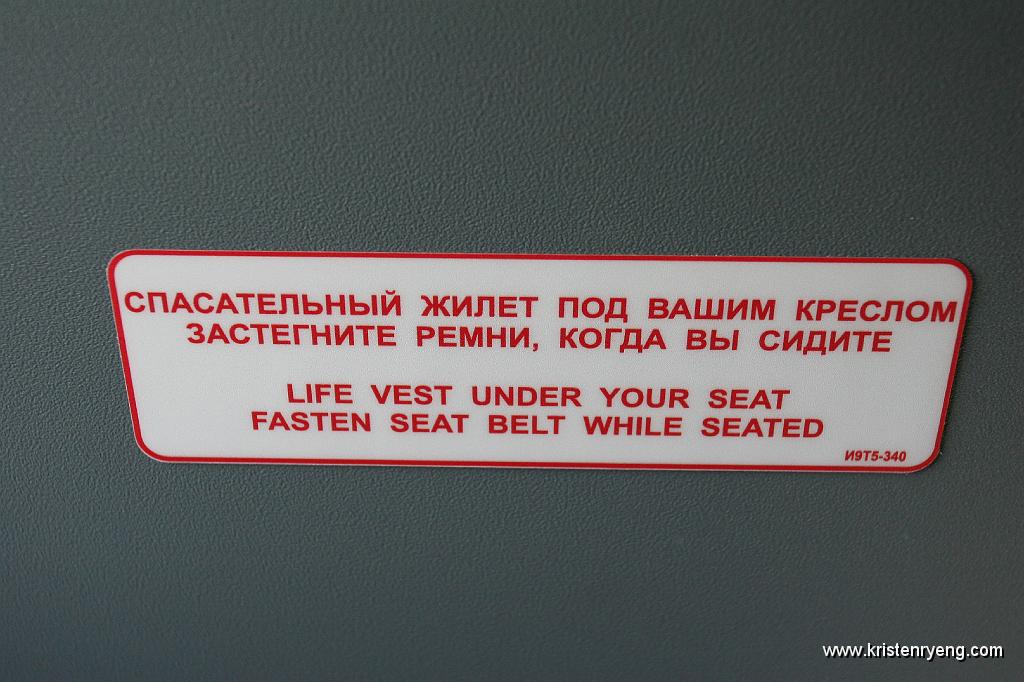 СПАСАТЕЛЬНЫЙ ЖИЛЕТ ПОД ВАШИМ КРЕСЛОМ
ЗАСТЕГНИТЕ РЕМНИ, КОГДА ВЫ СИДИТЕ
LIFE VEST UNDER YOUR SEAT
FASTEN SEAT BELT WHILE SEATED
И9Т5-340
www.kristenryeng.com